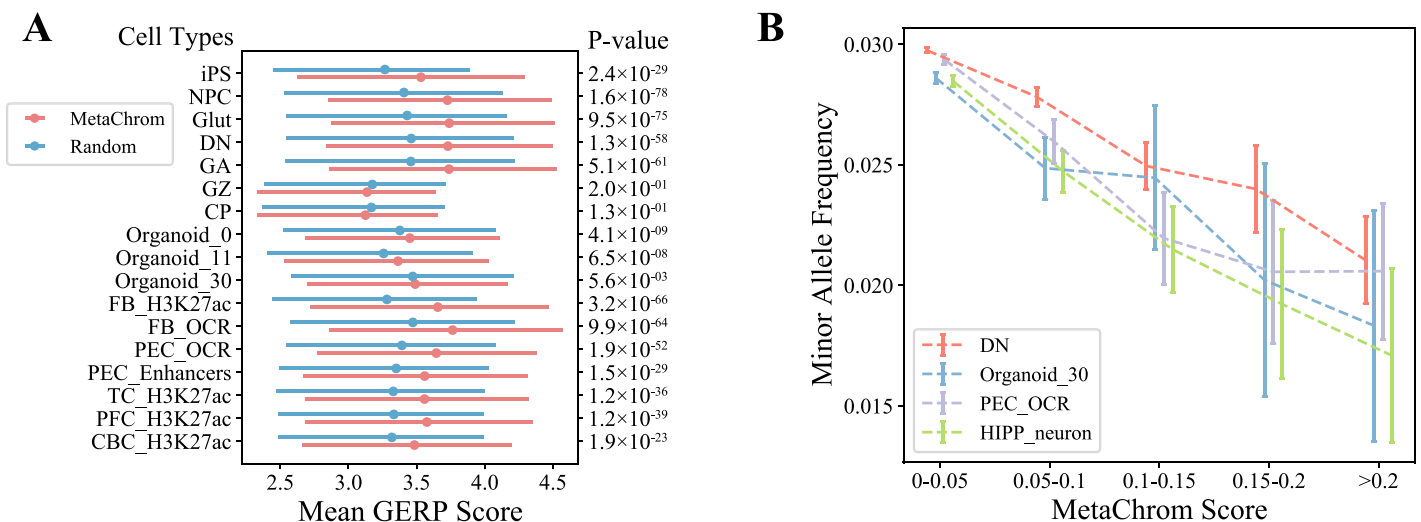 A
Cell Types
P-value
MetaChrom
Random
iPS 2.4×10⁻²⁹
NPC 1.6×10⁻⁷⁸
Glut 9.5×10⁻⁷⁵
DN 1.3×10⁻⁵⁸
GA 5.1×10⁻⁶¹
GZ 2.0×10⁻⁰¹
CP 1.3×10⁻⁰¹
Organoid_0 4.1×10⁻⁰⁹
Organoid_11 6.5×10⁻⁰⁸
Organoid_30 5.6×10⁻⁰³
FB_H3K27ac 3.2×10⁻⁶⁶
FB_OCR 9.9×10⁻⁶⁴
PEC_OCR 1.9×10⁻⁵²
PEC_Enhancers 1.5×10⁻²⁹
TC_H3K27ac 1.2×10⁻³⁶
PFC_H3K27ac 1.2×10⁻³⁹
CBC_H3K27ac 1.9×10⁻²³
2.5 3.0 3.5 4.0 4.5
Mean GERP Score
B
Minor Allele Frequency
0.030
0.025
0.020
0.015
DN
Organoid_30
PEC_OCR
HIPP_neuron
0-0.05 0.05-0.1 0.1-0.15 0.15-0.2 >0.2
MetaChrom Score